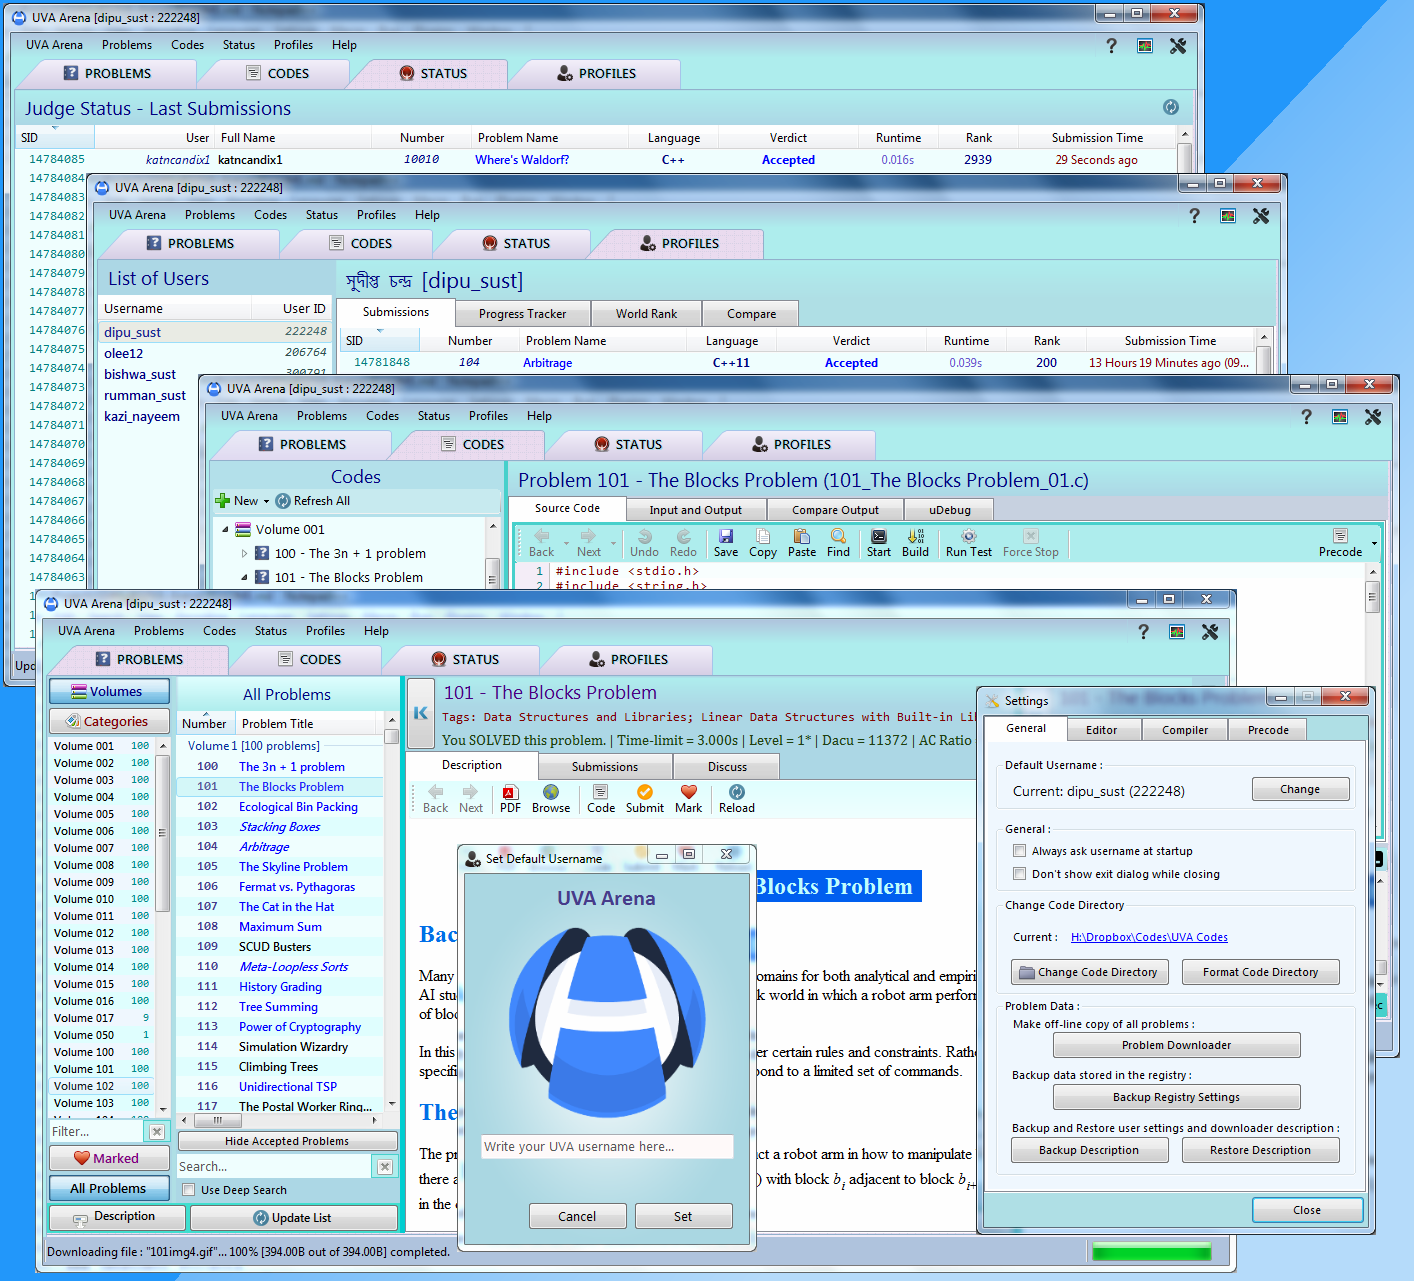 UVA Arena [dipu_sust : 222248]
UVA Arena Problems Codes Status Profiles Help
PROBLEMS CODES STATUS PROFILES
Judge Status - Last Submissions
SID User Full Name Number Problem Name Language Verdict Runtime Rank Submission Time
14784085 katncandix1 katncandix1 10010 Where's Waldorf? C++ Accepted 0.016s 2939 29 Seconds ago
14784084
14784083
14784082
14784081
14784080
14784079
14784078
14784077
14784076
14784075
14784074
14784073
14784072
14784071
14784070
14784069
14784068
14784067
14784066
14784065
14784064
14784063
UVA Arena [dipu_sust : 222248]
UVA Arena Problems Codes Status Profiles Help
PROBLEMS CODES STATUS PROFILES
List of Users
Username User ID
dipu_sust 222248
olee12 206764
bishwa_sust 300791
rumman_sust
kazi_nayeem
সুদীপ্ত চন্দ্র [dipu_sust]
Submissions Progress Tracker World Rank Compare
SID Number Problem Name Language Verdict Runtime Rank Submission Time
14781848 104 Arbitrage C++11 Accepted 0.039s 200 13 Hours 19 Minutes ago (09...
UVA Arena [dipu_sust : 222248]
UVA Arena Problems Codes Status Profiles Help
PROBLEMS CODES STATUS PROFILES
Codes
New Refresh All
Volume 001
100 - The 3n + 1 problem
101 - The Blocks Problem
Problem 101 - The Blocks Problem (101_The Blocks Problem_01.c)
Source Code Input and Output Compare Output uDebug
Back Next Undo Redo Save Copy Paste Find Start Build Run Test Force Stop Precode
1 #include <stdio.h>
2 #include <string.h>
UVA Arena [dipu_sust : 222248]
UVA Arena Problems Codes Status Profiles Help
PROBLEMS CODES STATUS PROFILES
Volumes
Categories
Volume 001 100
Volume 002 100
Volume 003 100
Volume 004 100
Volume 005 100
Volume 006 100
Volume 007 100
Volume 008 100
Volume 009 100
Volume 010 100
Volume 011 100
Volume 012 100
Volume 013 100
Volume 014 100
Volume 015 100
Volume 016 100
Volume 017 9
Volume 050 1
Volume 100 100
Volume 101 100
Volume 102 100
Volume 103 100
Filter...
Marked
All Problems
Description
All Problems
Number Problem Title
Volume 1 [100 problems]
100 The 3n + 1 problem
101 The Blocks Problem
102 Ecological Bin Packing
103 Stacking Boxes
104 Arbitrage
105 The Skyline Problem
106 Fermat vs. Pythagoras
107 The Cat in the Hat
108 Maximum Sum
109 SCUD Busters
110 Meta-Loopless Sorts
111 History Grading
112 Tree Summing
113 Power of Cryptography
114 Simulation Wizardry
115 Climbing Trees
116 Unidirectional TSP
117 The Postal Worker Ring...
Hide Accepted Problems
Search...
Use Deep Search
Update List
101 - The Blocks Problem
Tags: Data Structures and Libraries; Linear Data Structures with Built-in Li
You SOLVED this problem. | Time-limit = 3.000s | Level = 1* | Dacu = 11372 | AC Ratio
Description Submissions Discuss
Back Next PDF Browse Code Submit Mark Reload
Blocks Problem
Bac
Many omains for both analytical and empiri
AI stu k world in which a robot arm perform
of bloc
In this er certain rules and constraints. Rath
specifi pond to a limited set of commands.
The
The pr ct a robot arm in how to manipulate
there a ) with block bi adjacent to block bi+
in the
Downloading file : "101img4.gif"... 100% [394.00B out of 394.00B] completed.
Set Default Username
UVA Arena
Write your UVA username here...
Cancel Set
Settings
General Editor Compiler Precode
Default Username :
Current: dipu_sust (222248) Change
General :
Always ask username at startup
Don't show exit dialog while closing
Change Code Directory
Current : H:\Dropbox\Codes\UVA Codes
Change Code Directory Format Code Directory
Problem Data :
Make off-line copy of all problems :
Problem Downloader
Backup data stored in the registry :
Backup Registry Settings
Backup and Restore user settings and downloader description :
Backup Description Restore Description
Close